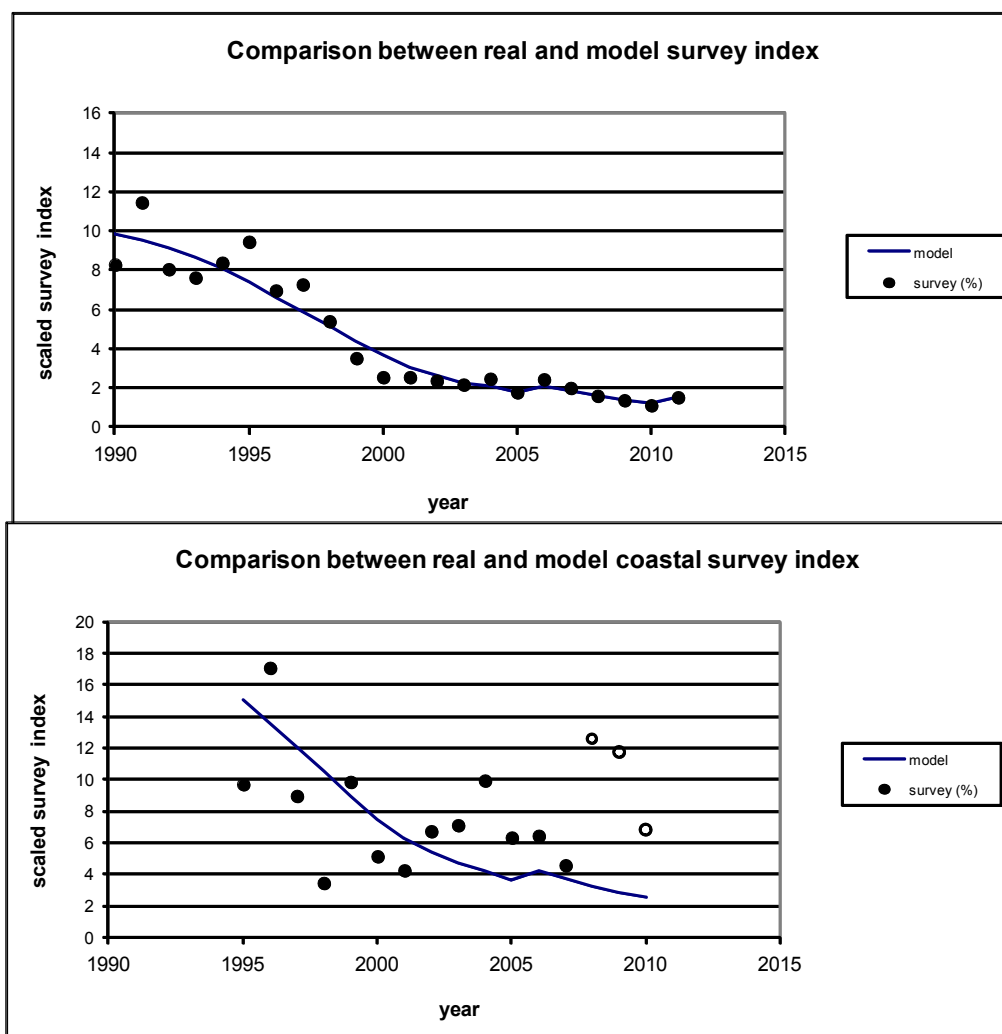 Comparison between real and model survey index
16
14
12
10
8
6
4
2
0
scaled survey index
1990 1995 2000 2005 2010 2015
year
model
survey (%)
Comparison between real and model coastal survey index
20
18
16
14
12
10
8
6
4
2
0
scaled survey index
1990 1995 2000 2005 2010 2015
year
model
survey (%)